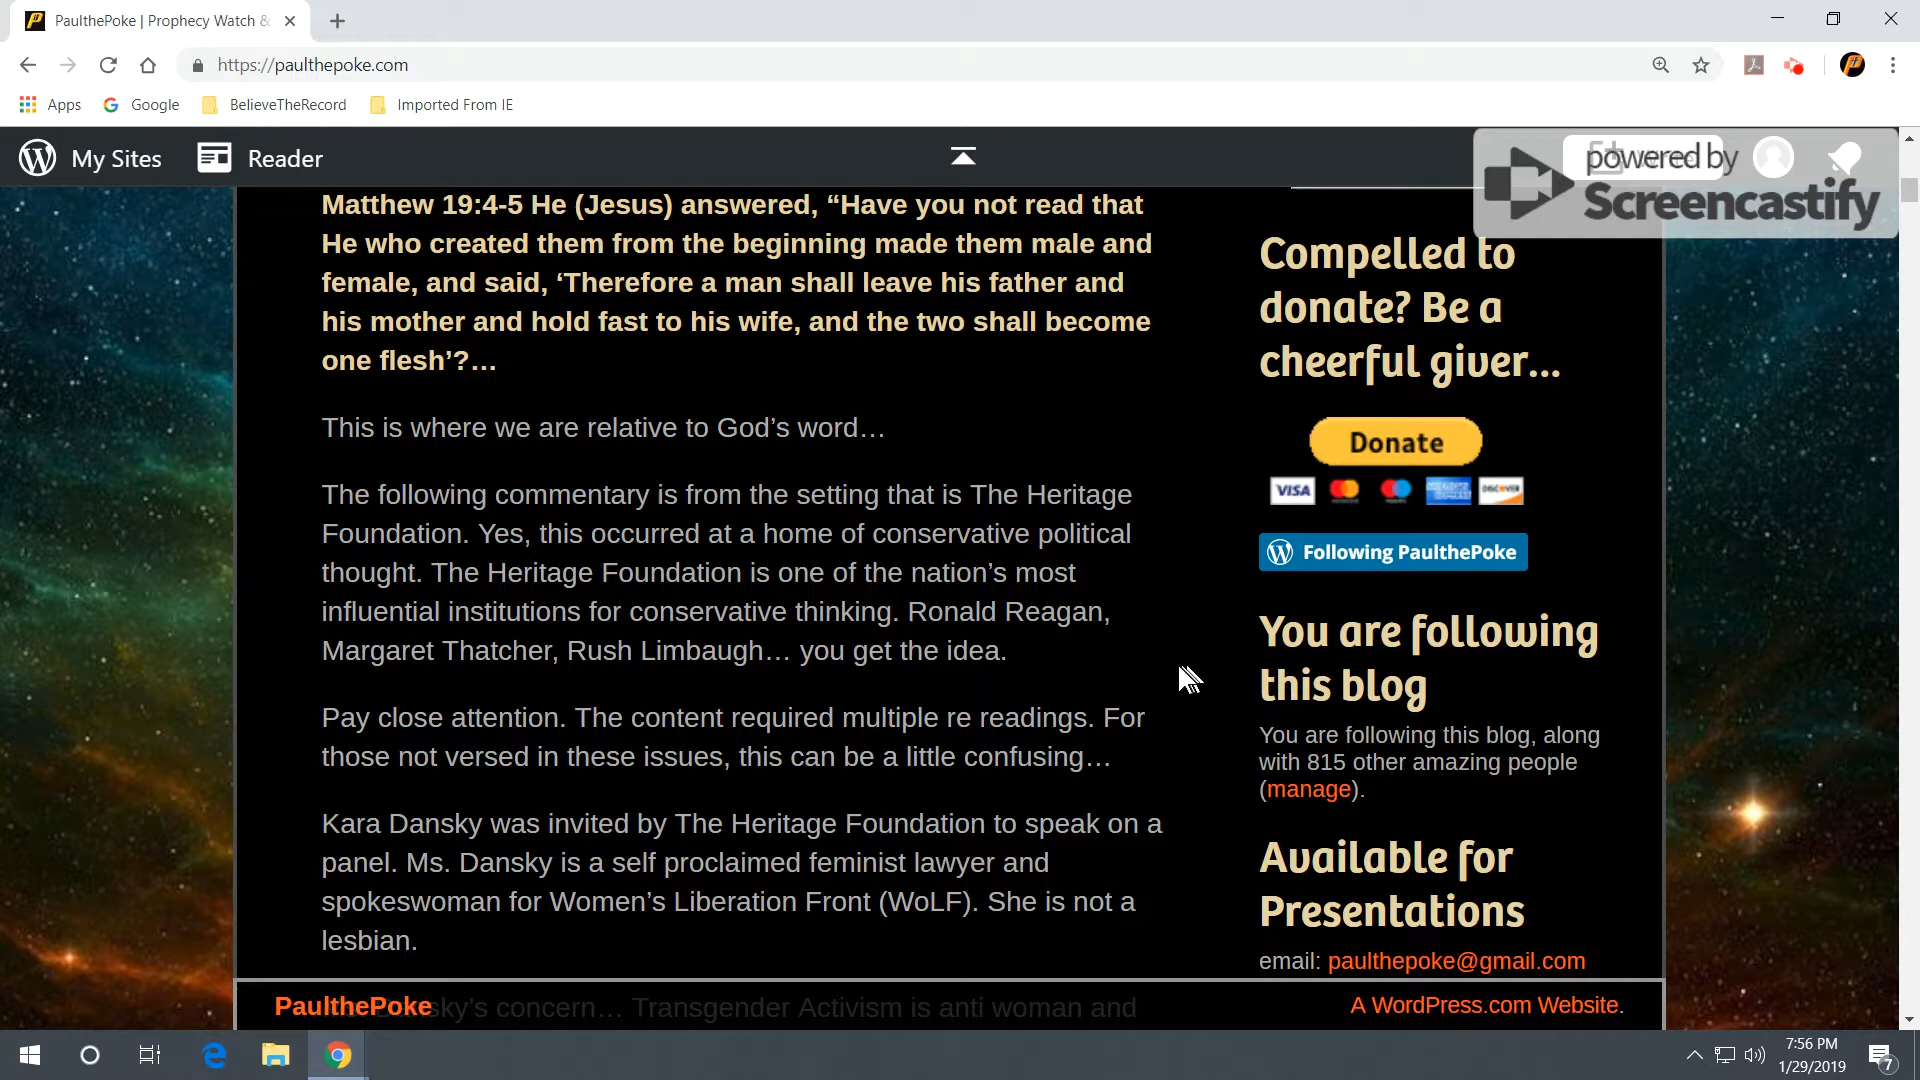 PaulthePoke | Prophecy Watch &
https://paulthepoke.com
Apps
Google
BelieveTheRecord
Imported From IE
My Sites
Reader
powered by
Screencastify
Matthew 19:4-5 He (Jesus) answered, “Have you not read that
He who created them from the beginning made them male and
female, and said, ‘Therefore a man shall leave his father and
his mother and hold fast to his wife, and the two shall become
one flesh’?…
This is where we are relative to God’s word…
The following commentary is from the setting that is The Heritage
Foundation. Yes, this occurred at a home of conservative political
thought. The Heritage Foundation is one of the nation’s most
influential institutions for conservative thinking. Ronald Reagan,
Margaret Thatcher, Rush Limbaugh… you get the idea.
Pay close attention. The content required multiple re readings. For
those not versed in these issues, this can be a little confusing…
Kara Dansky was invited by The Heritage Foundation to speak on a
panel. Ms. Dansky is a self proclaimed feminist lawyer and
spokeswoman for Women’s Liberation Front (WoLF). She is not a
lesbian.
sky’s concern… Transgender Activism is anti woman and
Compelled to
donate? Be a
cheerful giver…
Donate
VISA
DISCOVER
Following PaulthePoke
You are following
this blog
You are following this blog, along
with 815 other amazing people
(manage).
Available for
Presentations
email: paulthepoke@gmail.com
PaulthePoke
A WordPress.com Website.
7:56 PM
1/29/2019
7